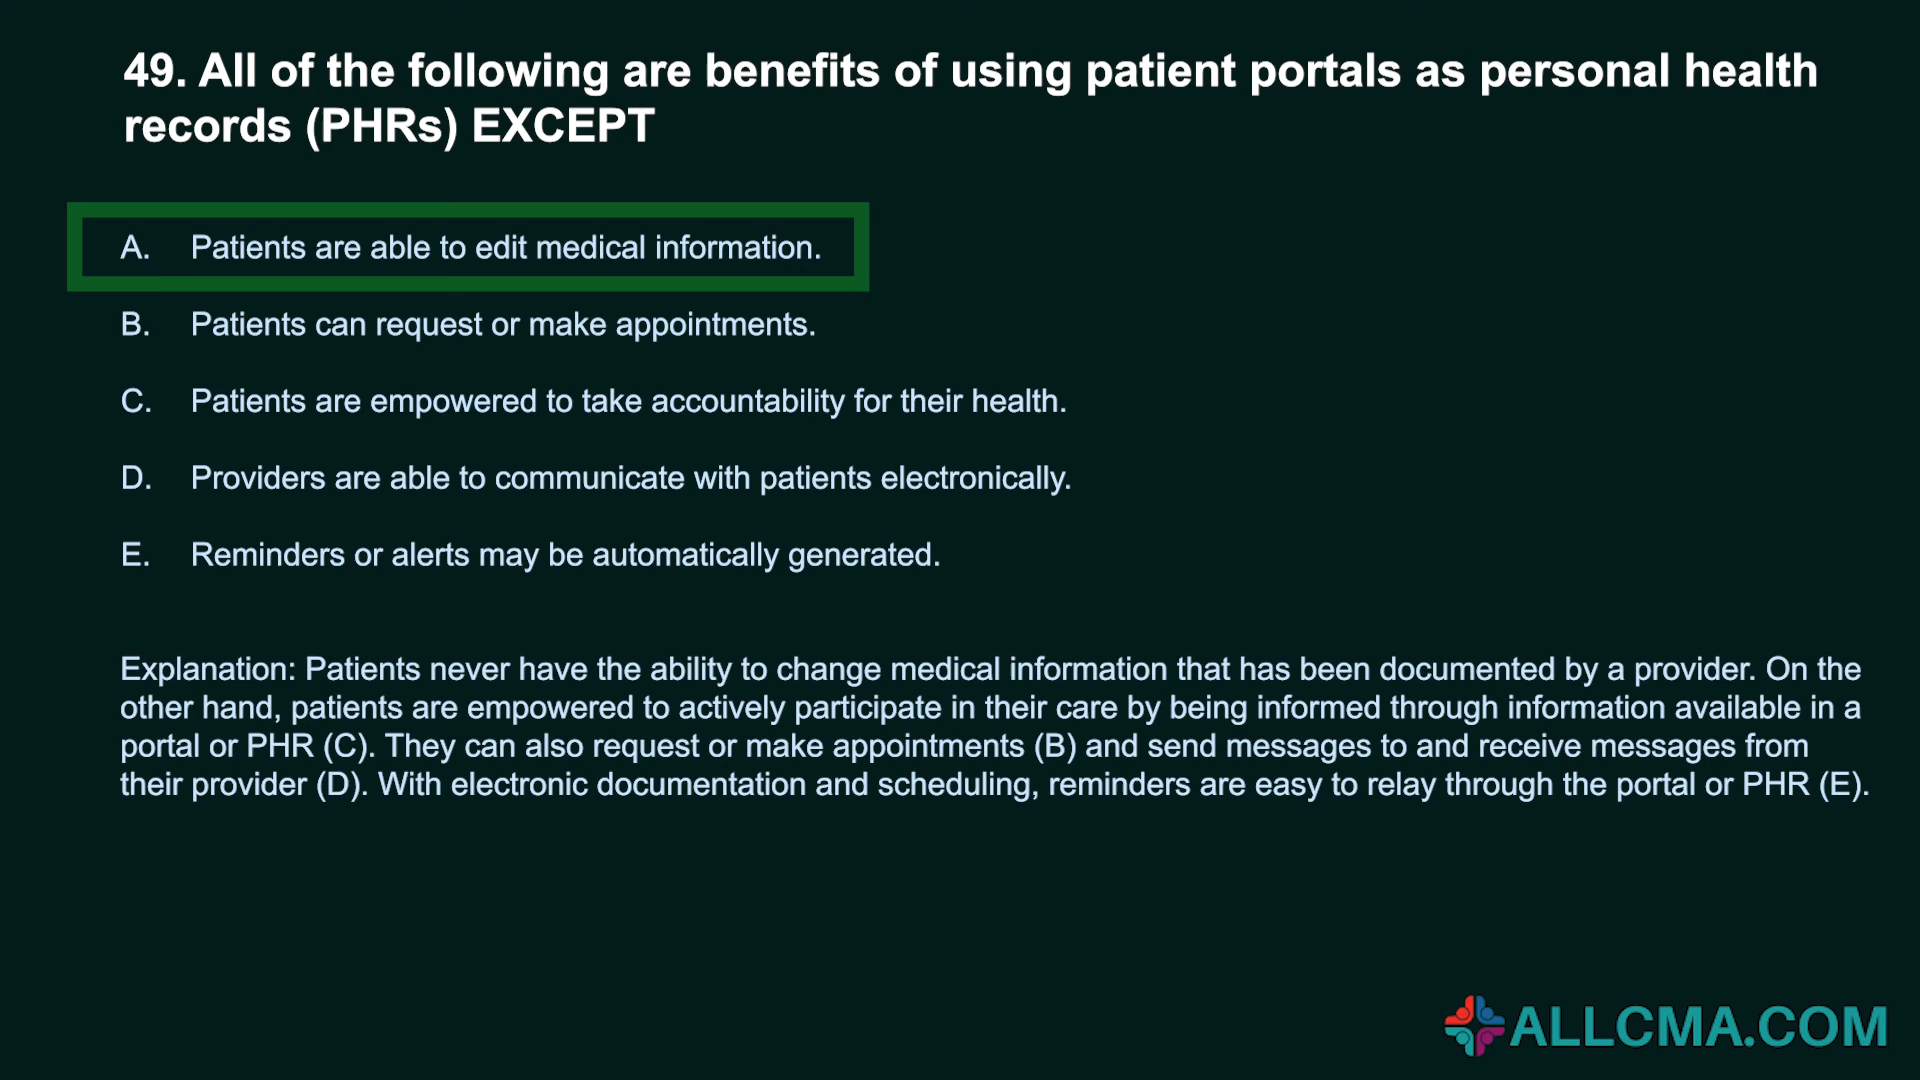 49. All of the following are benefits of using patient portals as personal health
records (PHRs) EXCEPT
A. Patients are able to edit medical information.
B. Patients can request or make appointments.
C. Patients are empowered to take accountability for their health.
D. Providers are able to communicate with patients electronically.
E. Reminders or alerts may be automatically generated.
Explanation: Patients never have the ability to change medical information that has been documented by a provider. On the
other hand, patients are empowered to actively participate in their care by being informed through information available in a
portal or PHR (C). They can also request or make appointments (B) and send messages to and receive messages from
their provider (D). With electronic documentation and scheduling, reminders are easy to relay through the portal or PHR (E).
ALLCMA.COM